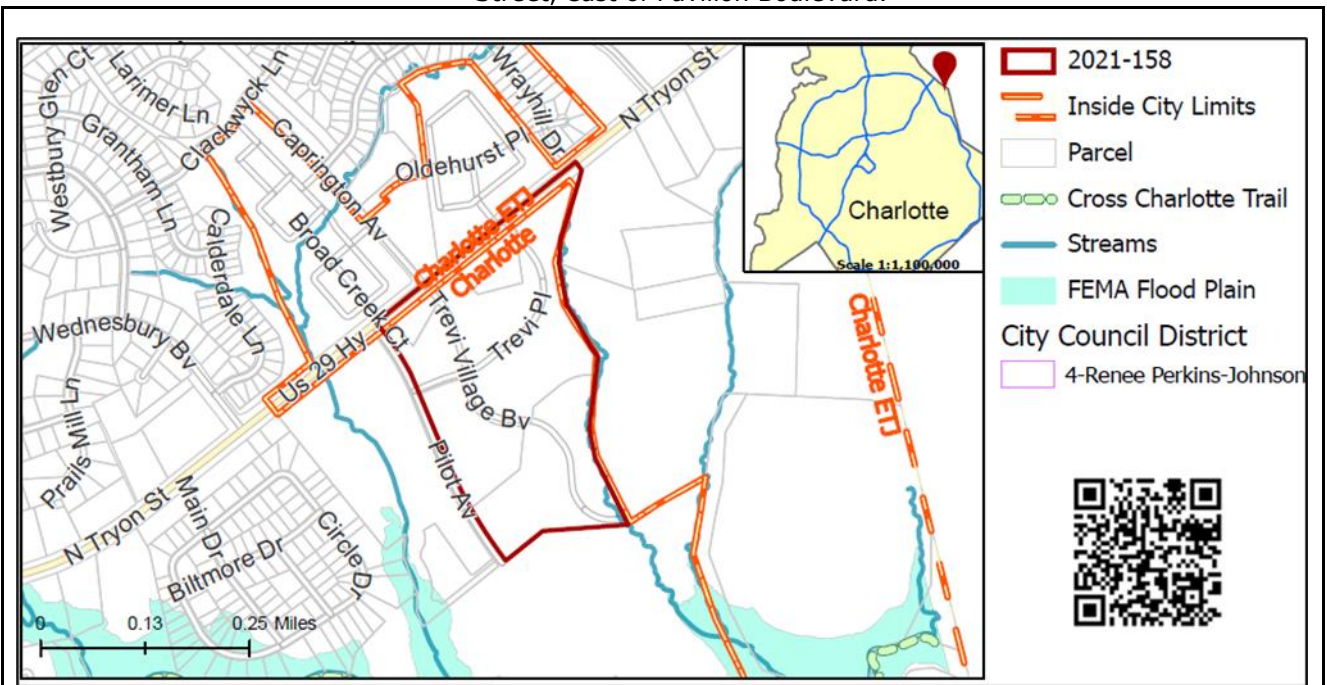 Street, east of Pavilion Boulevard.
Westbury Glen Ct
Larimer Ln
Grantham Ln
Clackwyck Ln
Caprington Av
Oldehurst Pl
Wrayhill Dr
N Tryon St
Calderdale Ln
Broad Creek Ct
Charlotte ETJ
Charlotte
Wednesbury Bv
Us 29 Hy
Trevi Village Bv
Trevi Pl
Prails Mill Ln
Pilot Av
N Tryon St
Main Dr
Biltmore Dr
Circle Dr
Charlotte ETJ
0 0.13 0.25 Miles
Charlotte
Scale 1:1,100,000
2021-158
Inside City Limits
Parcel
Cross Charlotte Trail
Streams
FEMA Flood Plain
City Council District
4-Renee Perkins-Johnson